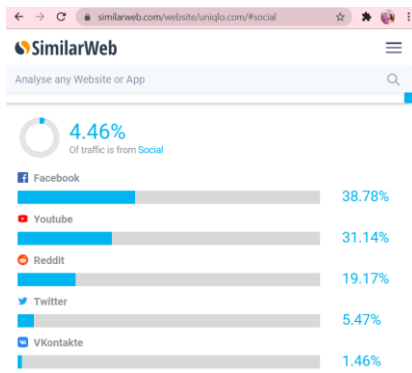 similarweb.com/website/uniqlo.com/#social
SimilarWeb
Analyse any Website or App
4.46%
Of traffic is from Social
Facebook
38.78%
Youtube
31.14%
Reddit
19.17%
Twitter
5.47%
VKontakte
1.46%